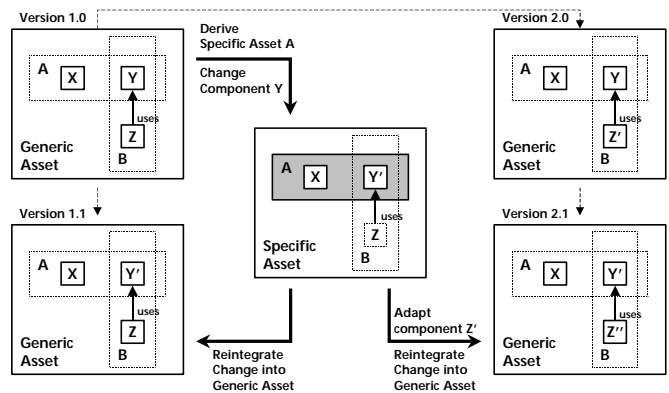 Version 1.0
A
X
Y
uses
Z
B
Generic
Asset
Derive
Specific Asset A
Change
Component Y
Version 2.0
A
X
Y
uses
Z'
B
Generic
Asset
A
X
Y'
uses
Z
B
Specific
Asset
Version 1.1
A
X
Y'
uses
Z
B
Generic
Asset
Reintegrate
Change into
Generic Asset
Adapt
component Z'
Reintegrate
Change into
Generic Asset
Version 2.1
A
X
Y'
uses
Z''
B
Generic
Asset